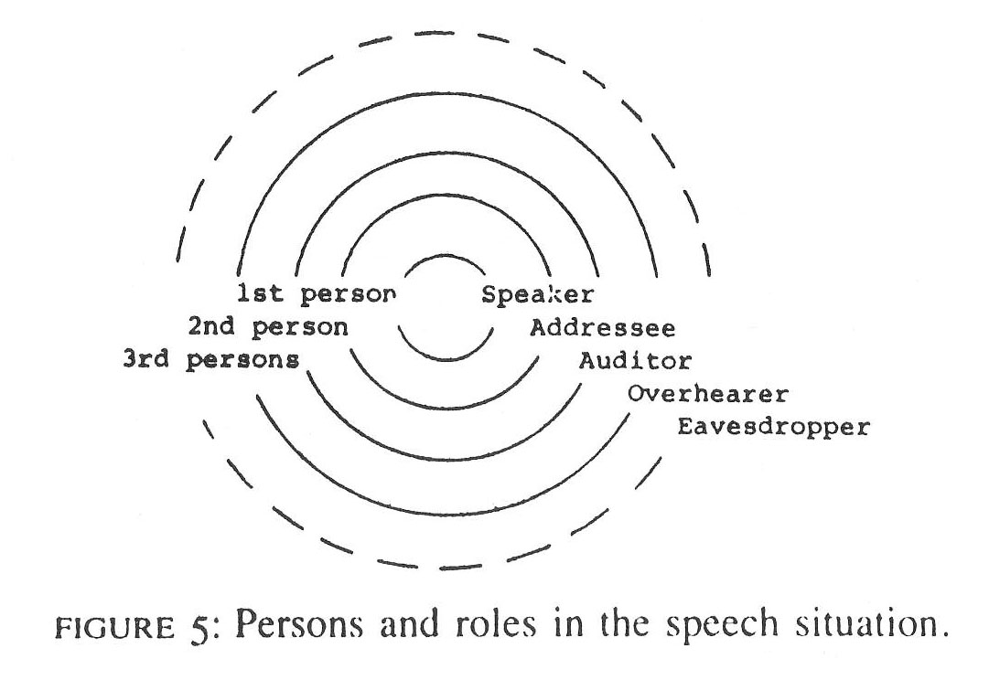 1st person Speaker
2nd person Addressee
3rd persons Auditor
Overhearer
Eavesdropper
FIGURE 5: Persons and roles in the speech situation.